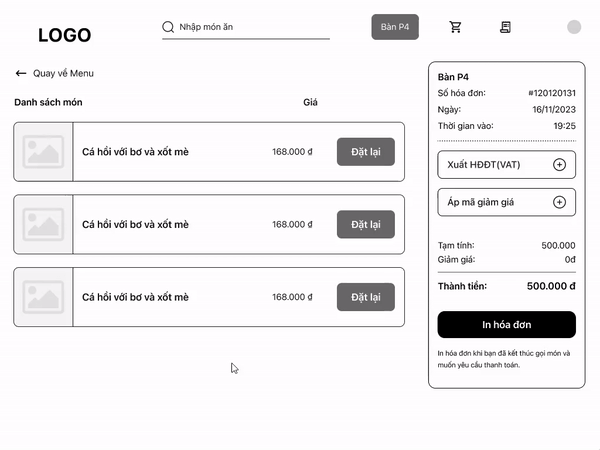 LOGO
Nhập món ăn
Bàn P4
Quay về Menu
Danh sách món
Giá
Cá hồi với bơ và xốt mè
168.000 ₫
Đặt lại
Cá hồi với bơ và xốt mè
168.000 ₫
Đặt lại
Cá hồi với bơ và xốt mè
168.000 ₫
Đặt lại
Bàn P4
Số hóa đơn: #120120131
Ngày: 16/11/2023
Thời gian vào: 19:25
Xuất HĐĐT(VAT)
Áp mã giảm giá
Tạm tính: 500.000
Giảm giá: 0đ
Thành tiền: 500.000 đ
In hóa đơn
In hóa đơn khi bạn đã kết thúc gọi món và
muốn yêu cầu thanh toán.